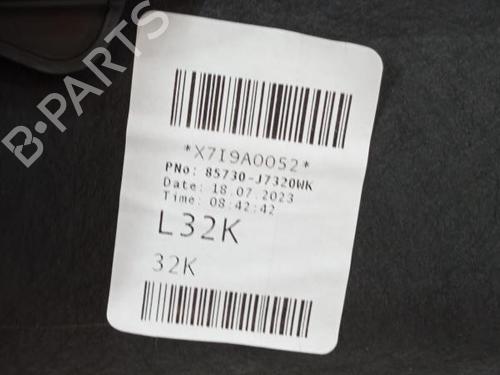 B-PARTS
*X7I9A0052*
PNo: 85730-J7320WK
Date: 18.07.2023
Time: 08:42:42
L32K
32K